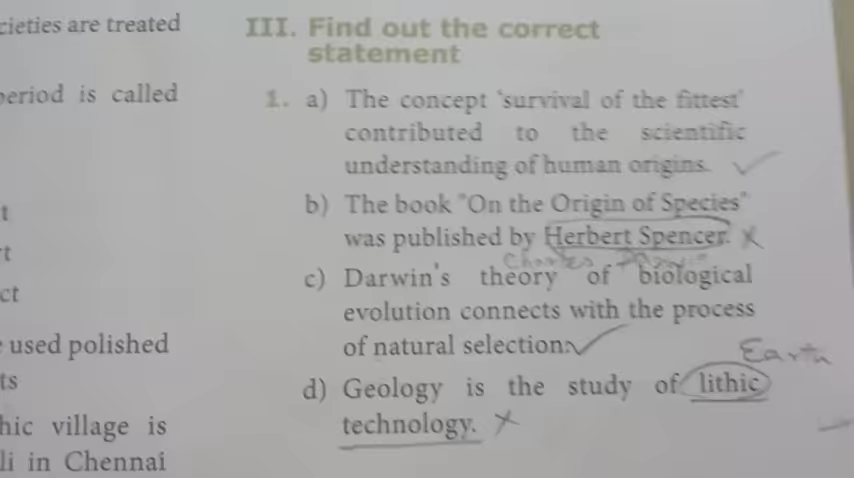 cieties are treated
period is called
t
t
ct
used polished
ts
hic village is
li in Chennai
III. Find out the correct
statement
1. a) The concept 'survival of the fittest'
contributed to the scientific
understanding of human origins. ✓
b) The book "On the Origin of Species"
was published by Herbert Spencer. X
Charles Darwin
c) Darwin's theory of biological
evolution connects with the process
of natural selection. ✓
Earth
d) Geology is the study of lithic
technology. X